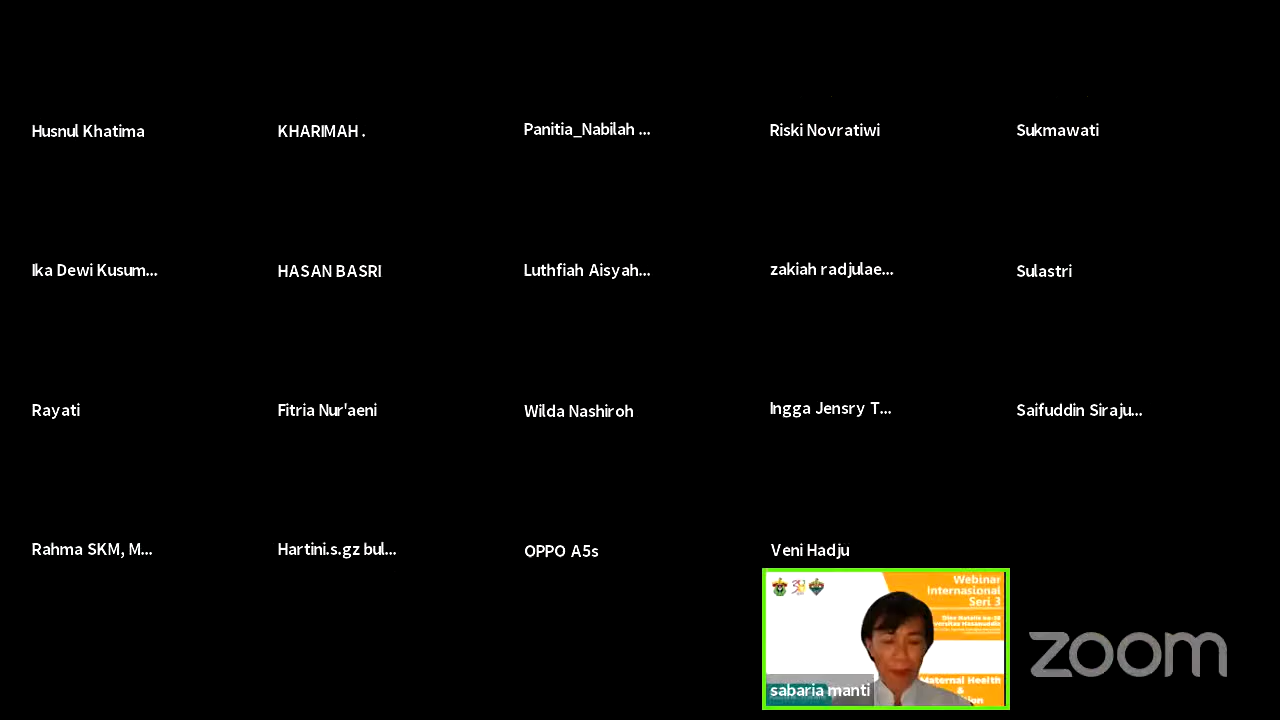 Husnul Khatima
KHARIMAH .
Panitia_Nabilah ...
Riski Novratiwi
Sukmawati
Ika Dewi Kusum...
HASAN BASRI
Luthfiah Aisyah...
zakiah radjulae...
Sulastri
Rayati
Fitria Nur'aeni
Wilda Nashiroh
Ingga Jensry T...
Saifuddin Siraju...
Rahma SKM, M...
Hartini.s.gz bul...
OPPO A5s
Veni Hadju
Webinar
Internasional
Seri 3
Maternal Health
&
sabaria manti
zoom